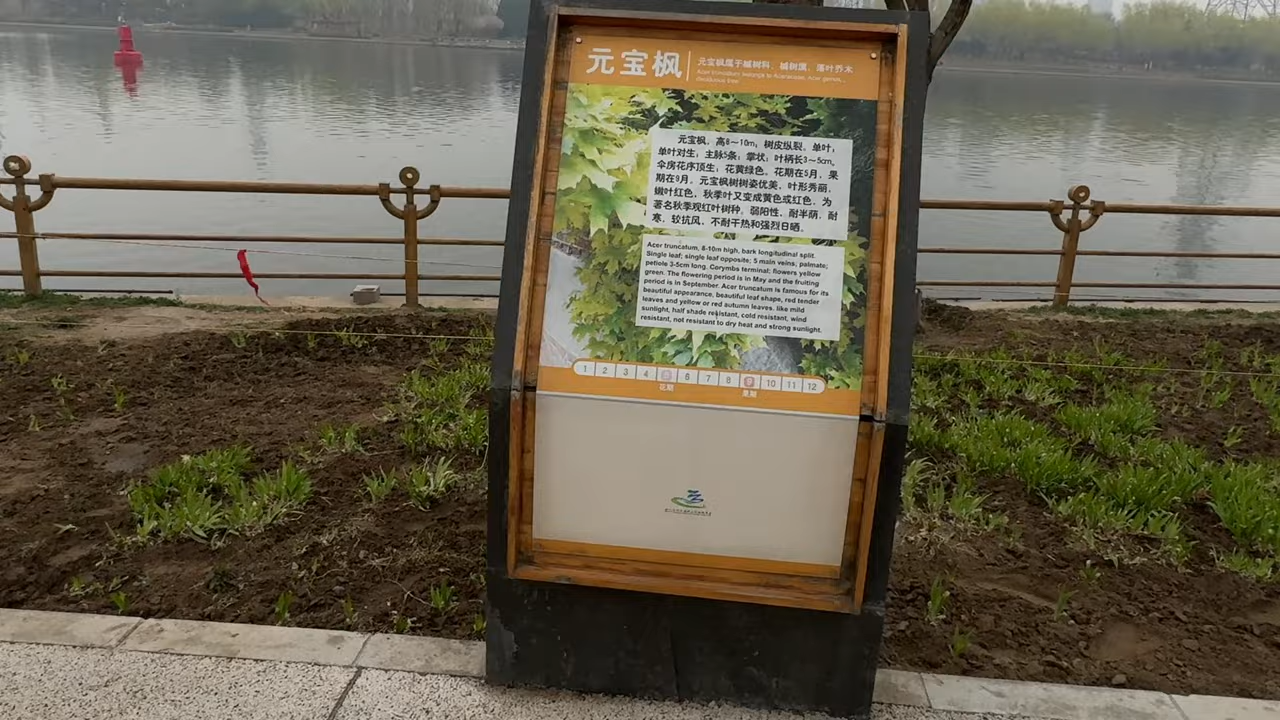 元宝枫
元宝枫属于槭树科，槭树属，落叶乔木
Acer truncatum belongs to Aceraceae, Acer genus,
deciduous tree
元宝枫，高8～10m，树皮纵裂。单叶，
单叶对生，主脉5条，掌状，叶柄长3～5cm。
伞房花序顶生，花黄绿色。花期在5月，果
期在9月，元宝枫树树姿优美，叶形秀丽，
嫩叶红色，秋季叶又变成黄色或红色，为
著名秋季观红叶树种。弱阳性、耐半荫，耐
寒，较抗风，不耐干热和强烈日晒。
Acer truncatum, 8-10m high, bark longitudinal split.
Single leaf; single leaf opposite; 5 main veins, palmate;
petiole 3-5cm long. Corymbs terminal; flowers yellow
green. The flowering period is in May and the fruiting
period is in September. Acer truncatum is famous for its
beautiful appearance, beautiful leaf shape, red tender
leaves and yellow or red autumn leaves. like mild
sunlight, half shade resistant, cold resistant, wind
resistant, not resistant to dry heat and strong sunlight.
1 2 3 4 5 6 7 8 9 10 11 12
花期 果期